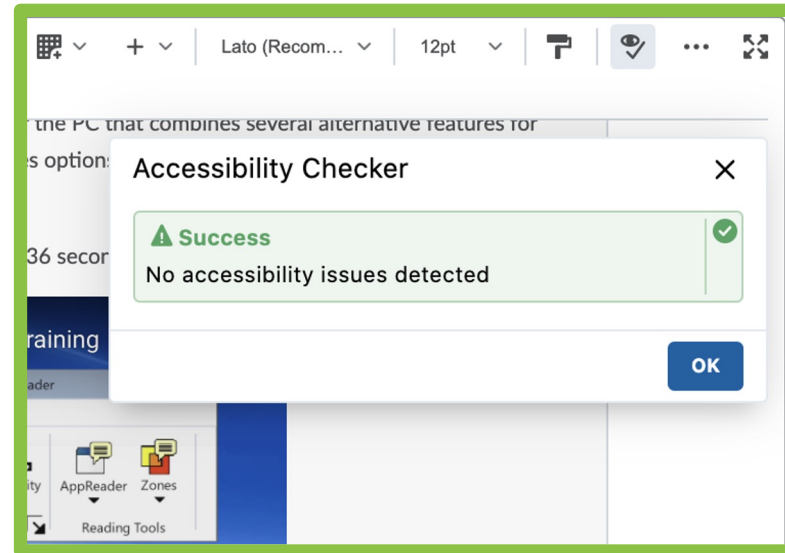 Lato (Recom... 12pt
the PC that combines several alternative features for
s option
Accessibility Checker
Success
No accessibility issues detected
36 secon
OK
raining
ader
ity AppReader Zones
Reading Tools